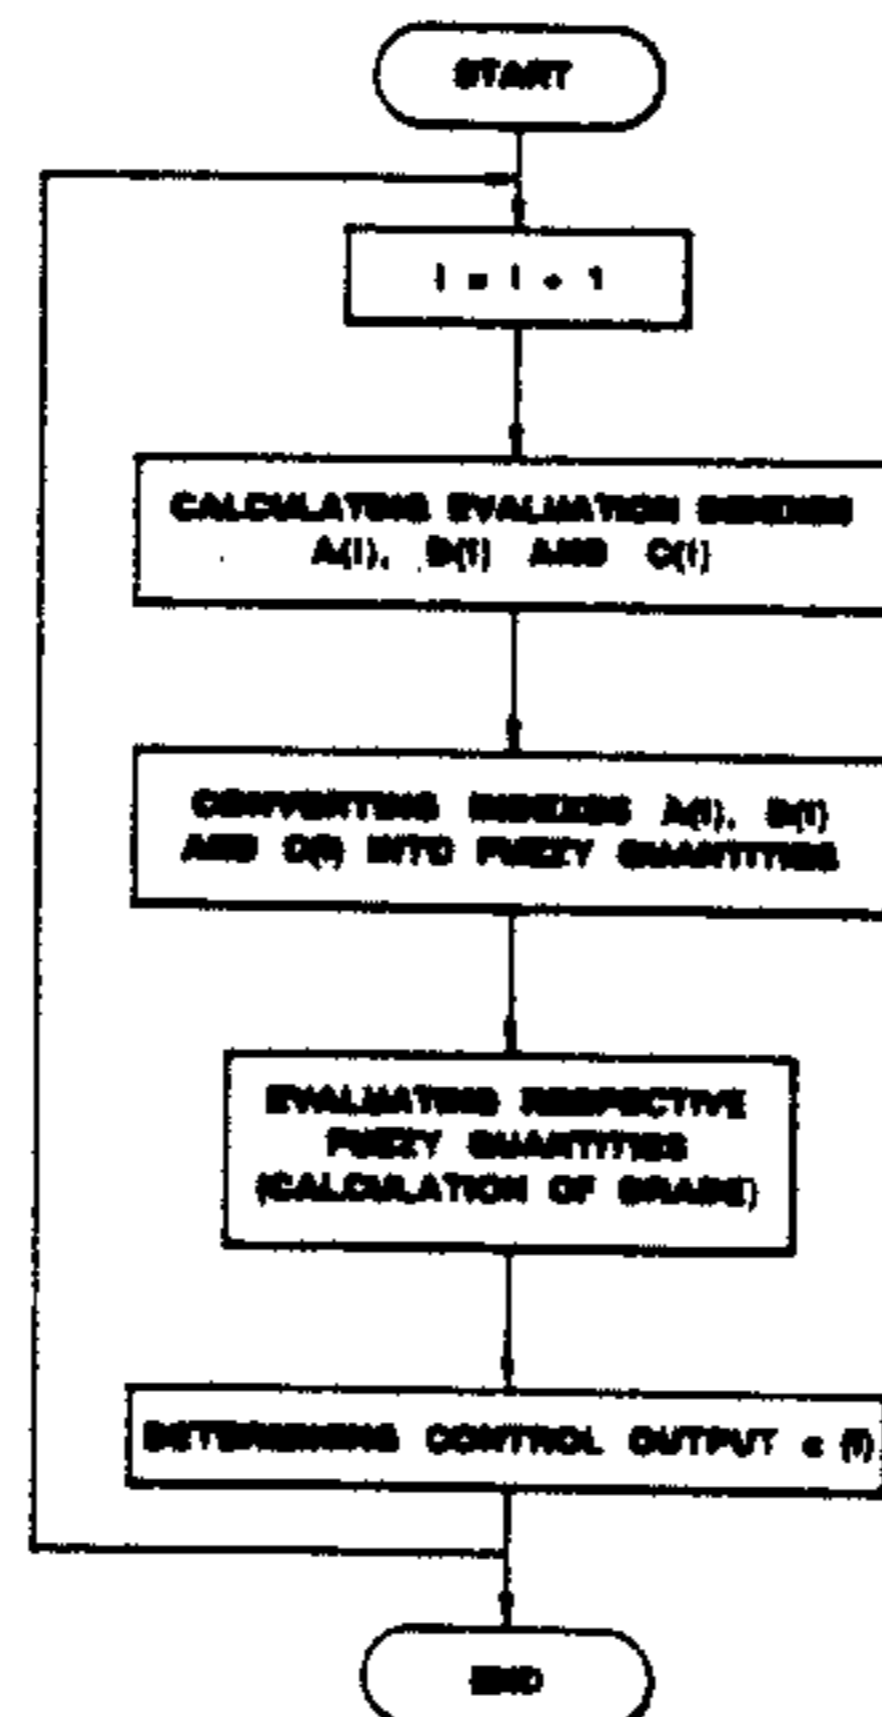 START
I = I + 1
CALCULATING EVALUATION INDEXES
A(I), B(I) AND C(I)
CONVERTING INDEXES A(I), B(I)
AND C(I) INTO FUZZY QUANTITIES
EVALUATING RESPECTIVE
FUZZY QUANTITIES
(CALCULATION OF GRADE)
DETERMINING CONTROL OUTPUT
END